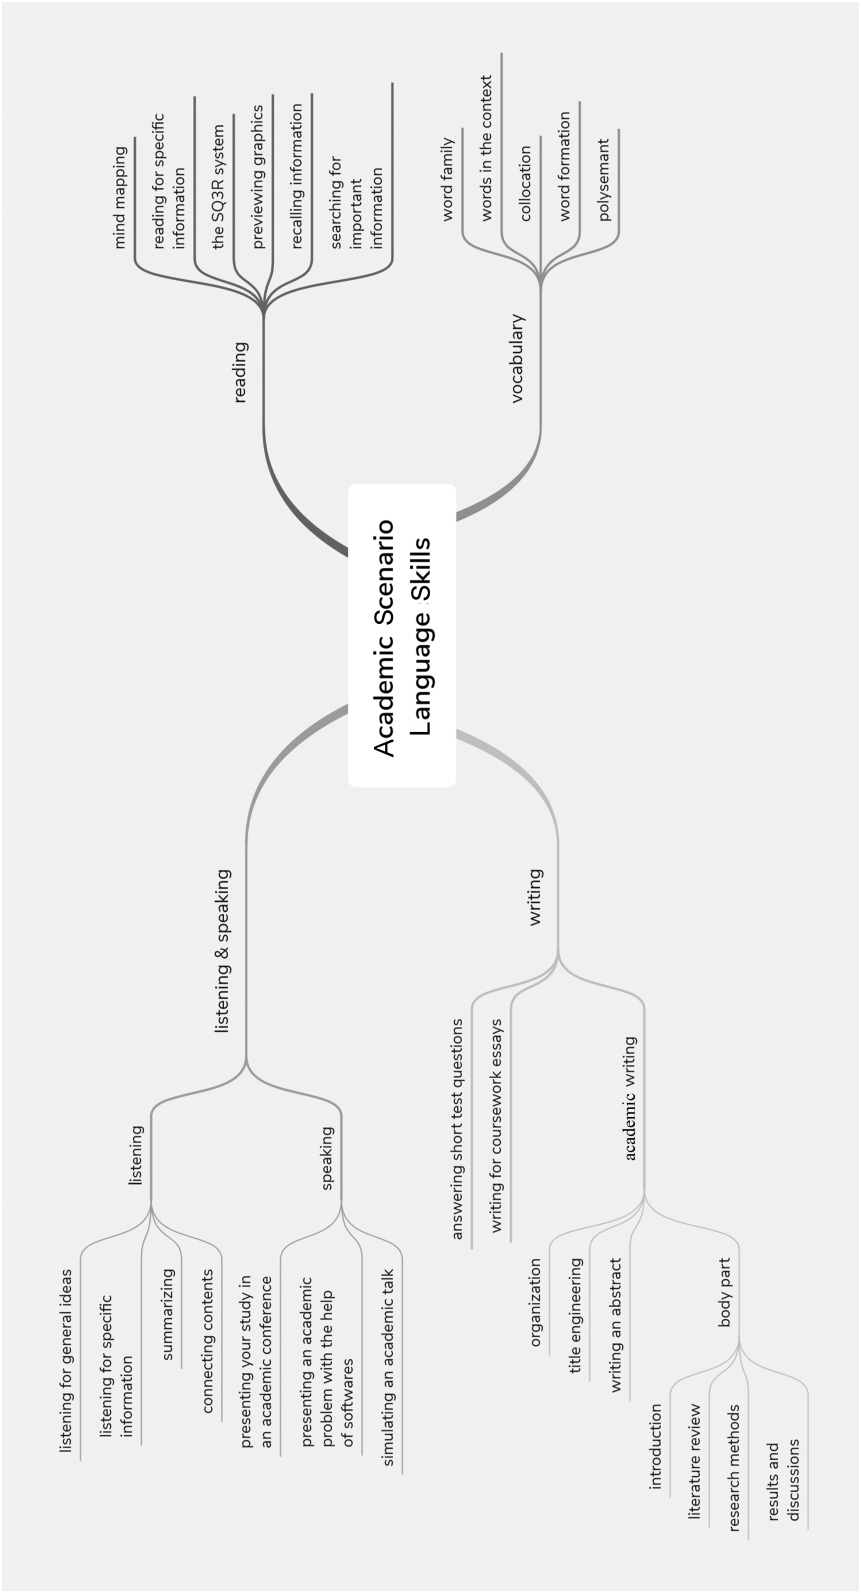 Academic Scenario
Language Skills
listening & speaking
listening
listening for general ideas
listening for specific
information
summarizing
connecting contents
speaking
presenting your study in
an academic conference
presenting an academic
problem with the help
of softwares
simulating an academic talk
reading
mind mapping
reading for specific
information
the SQ3R system
previewing graphics
recalling information
searching for
important
information
writing
answering short test questions
writing for coursework essays
academic writing
organization
title engineering
writing an abstract
body part
introduction
literature review
research methods
results and
discussions
vocabulary
word family
words in the context
collocation
word formation
polysemant